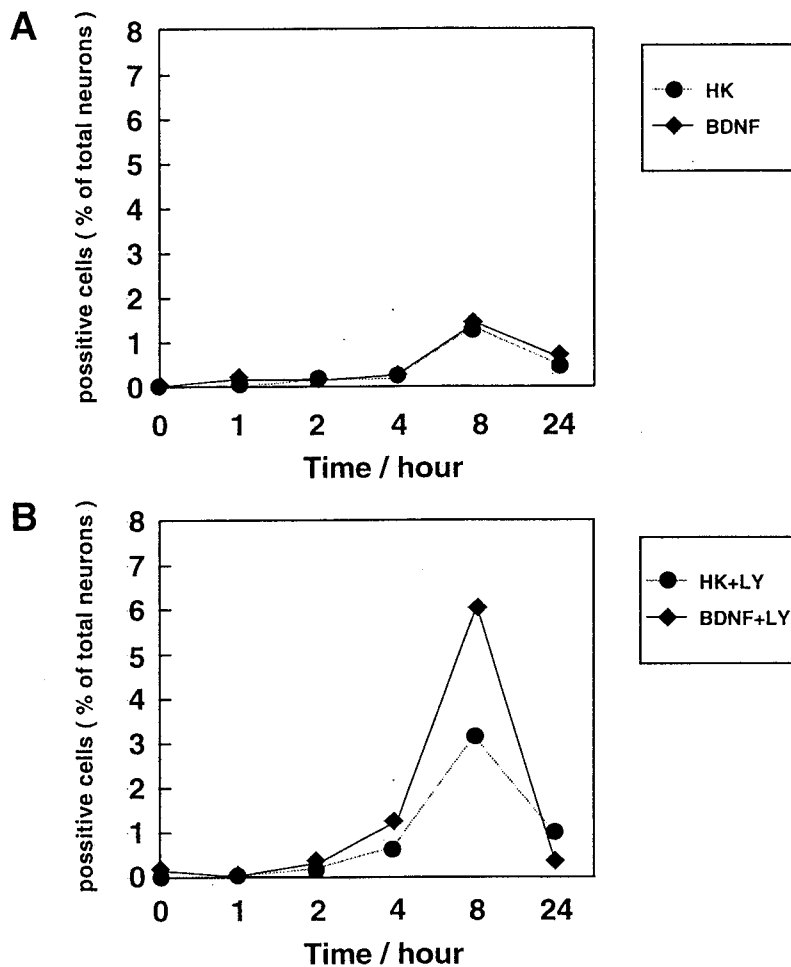 A
possitive cells ( % of total neurons )
8
7
6
5
4
3
2
1
0
0 1 2 4 8 24
Time / hour
HK
BDNF
B
possitive cells ( % of total neurons )
8
7
6
5
4
3
2
1
0
0 1 2 4 8 24
Time / hour
HK+LY
BDNF+LY